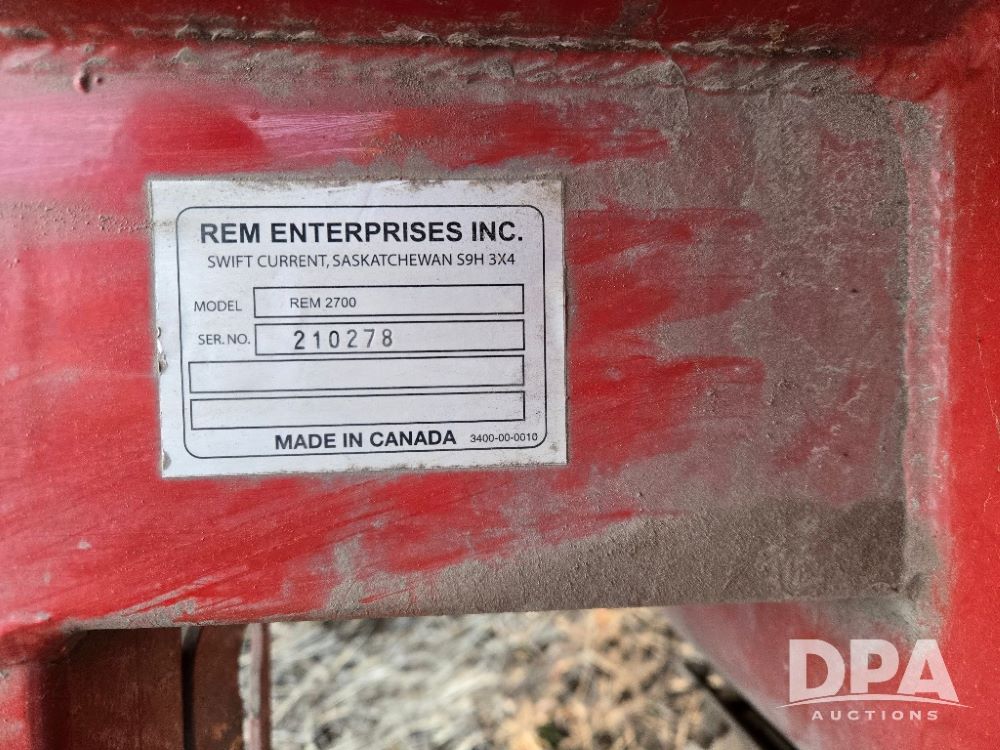 REM ENTERPRISES INC.
SWIFT CURRENT, SASKATCHEWAN S9H 3X4
MODEL REM 2700
SER. NO. 210278
MADE IN CANADA 3400-00-0010
DPA
AUCTIONS